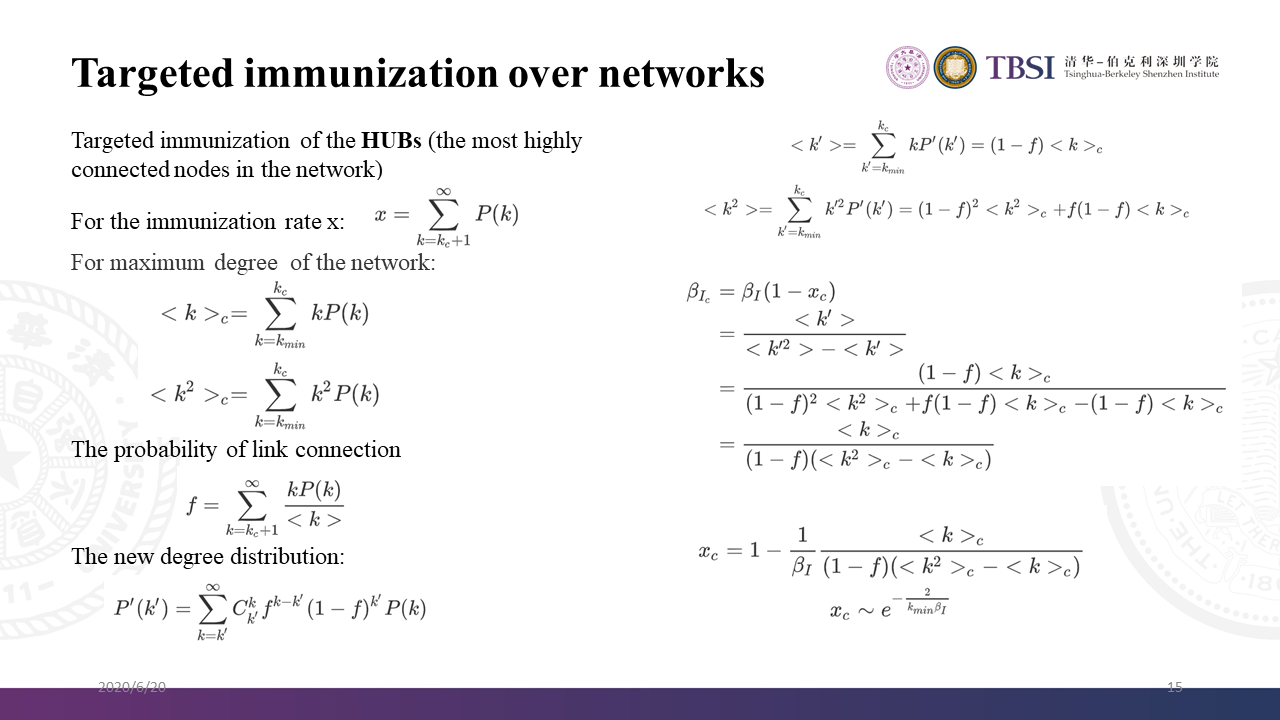 Targeted immunization over networks
TBSI 清华-伯克利深圳学院
Tsinghua-Berkeley Shenzhen Institute
Targeted immunization of the HUBs (the most highly
connected nodes in the network)
For the immunization rate x: x = \sum_{k=k_c+1}^{\infty} P(k)
For maximum degree of the network:
<k>_c = \sum_{k=k_{min}}^{k_c} kP(k)
<k^2>_c = \sum_{k=k_{min}}^{k_c} k^2 P(k)
The probability of link connection
f = \sum_{k=k_c+1}^{\infty} \frac{kP(k)}{<k>}
The new degree distribution:
P'(k') = \sum_{k=k'}^{\infty} C_{k'}^{k} f^{k-k'} (1-f)^{k'} P(k)
<k'> = \sum_{k'=k_{min}}^{k_c} kP'(k') = (1-f)<k>_c
<k^2> = \sum_{k'=k_{min}}^{k_c} k'^2 P'(k') = (1-f)^2 <k^2>_c + f(1-f)<k>_c
\beta_{I_c} = \beta_I (1-x_c)
= \frac{<k'>}{<k'^2> - <k'>}
= \frac{(1-f)<k>_c}{(1-f)^2 <k^2>_c + f(1-f)<k>_c - (1-f)<k>_c}
= \frac{<k>_c}{(1-f)(<k^2>_c - <k>_c)}
x_c = 1 - \frac{1}{\beta_I} \frac{<k>_c}{(1-f)(<k^2>_c - <k>_c)}
x_c \sim e^{-\frac{2}{k_{min}\beta_I}}
2020/6/20
15